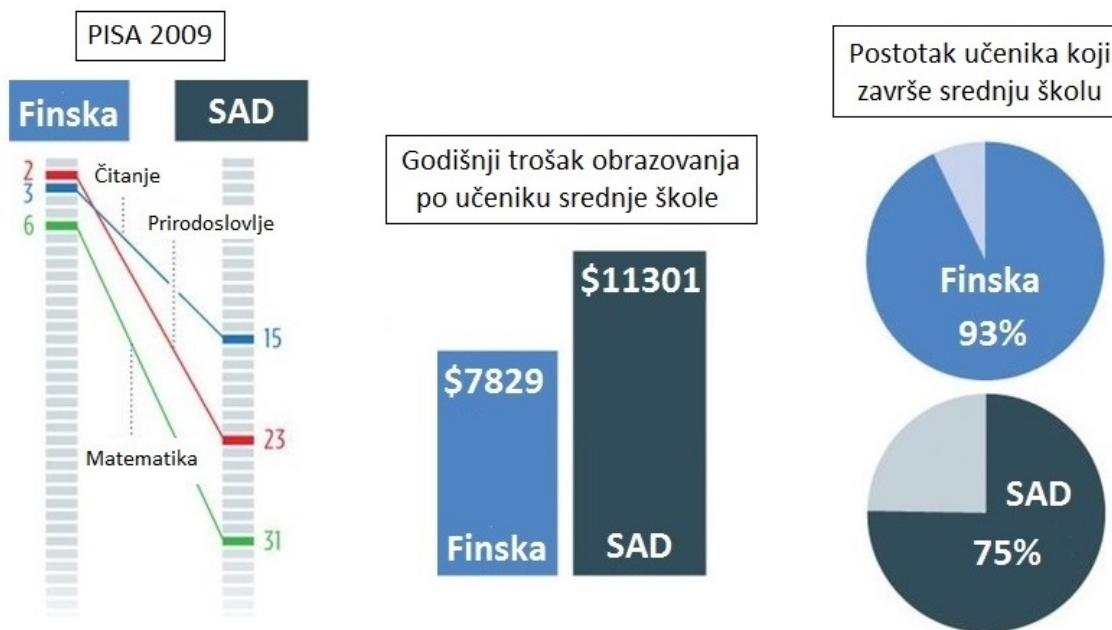 PISA 2009
Finska
SAD
2
3
6
Čitanje
Prirodoslovlje
Matematika
15
23
31
Godišnji trošak obrazovanja
po učeniku srednje škole
$7829
Finska
$11301
SAD
Postotak učenika koji
završe srednju školu
Finska
93%
SAD
75%